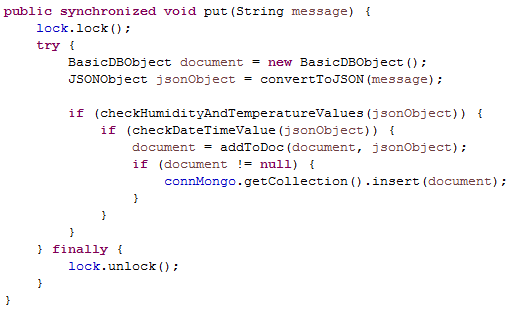 public synchronized void put(String message) {
    lock.lock();
    try {
        BasicDBObject document = new BasicDBObject();
        JSONObject jsonObject = convertToJSON(message);

        if (checkHumidityAndTemperatureValues(jsonObject)) {
            if (checkDateTimeValue(jsonObject)) {
                document = addToDoc(document, jsonObject);
                if (document != null) {
                    connMongo.getCollection().insert(document);
                }
            }
        }
    } finally {
        lock.unlock();
    }
}